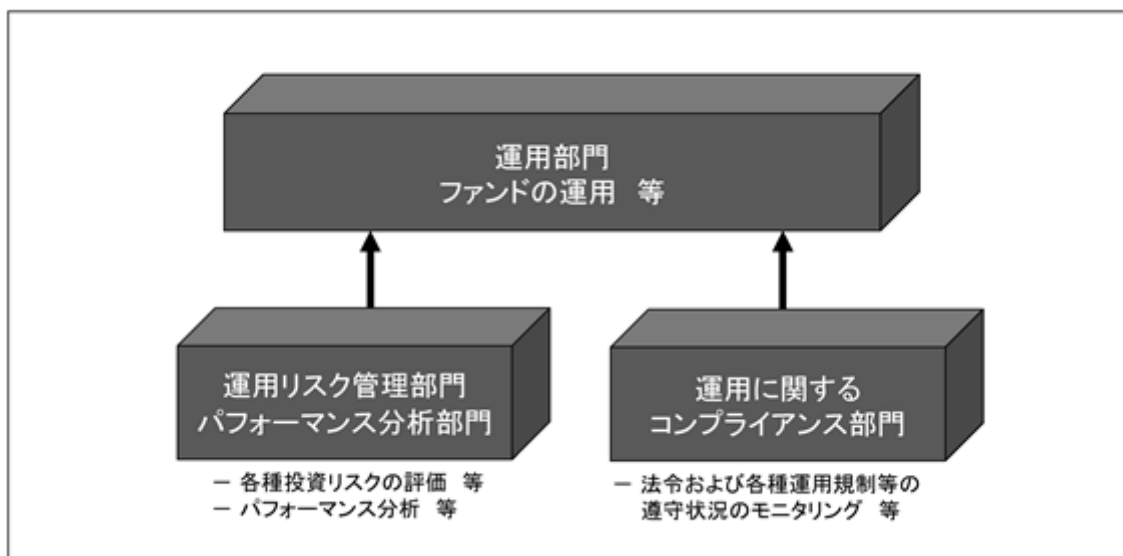 運用部門
ファンドの運用 等
運用リスク管理部門
パフォーマンス分析部門
運用に関する
コンプライアンス部門
－ 各種投資リスクの評価 等
－ パフォーマンス分析 等
－ 法令および各種運用規制等の
遵守状況のモニタリング 等